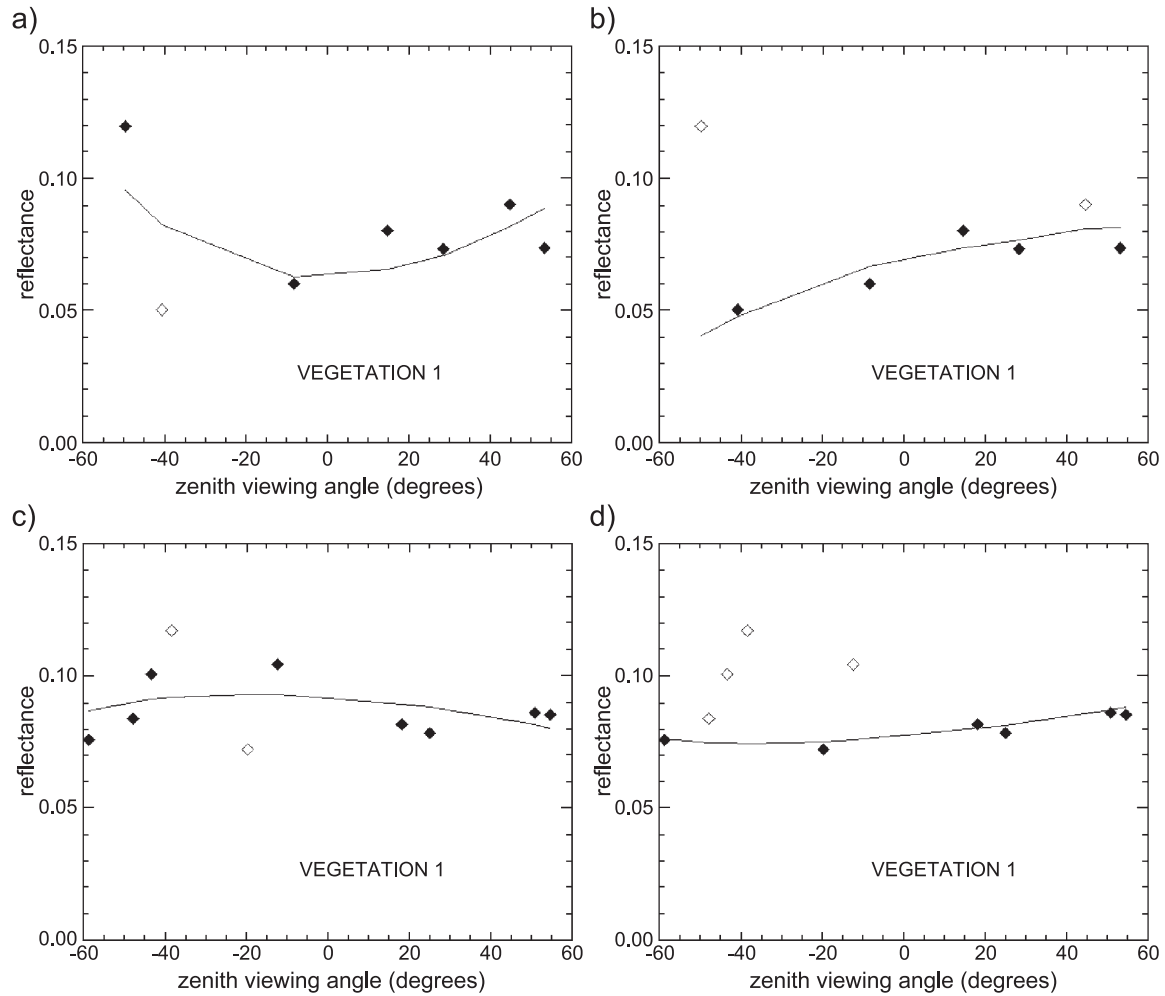 a)
0.15
0.10
0.05
0.00
reflectance
VEGETATION 1
-60 -40 -20 0 20 40 60
zenith viewing angle (degrees)
b)
0.15
0.10
0.05
0.00
reflectance
VEGETATION 1
-60 -40 -20 0 20 40 60
zenith viewing angle (degrees)
c)
0.15
0.10
0.05
0.00
reflectance
VEGETATION 1
-60 -40 -20 0 20 40 60
zenith viewing angle (degrees)
d)
0.15
0.10
0.05
0.00
reflectance
VEGETATION 1
-60 -40 -20 0 20 40 60
zenith viewing angle (degrees)